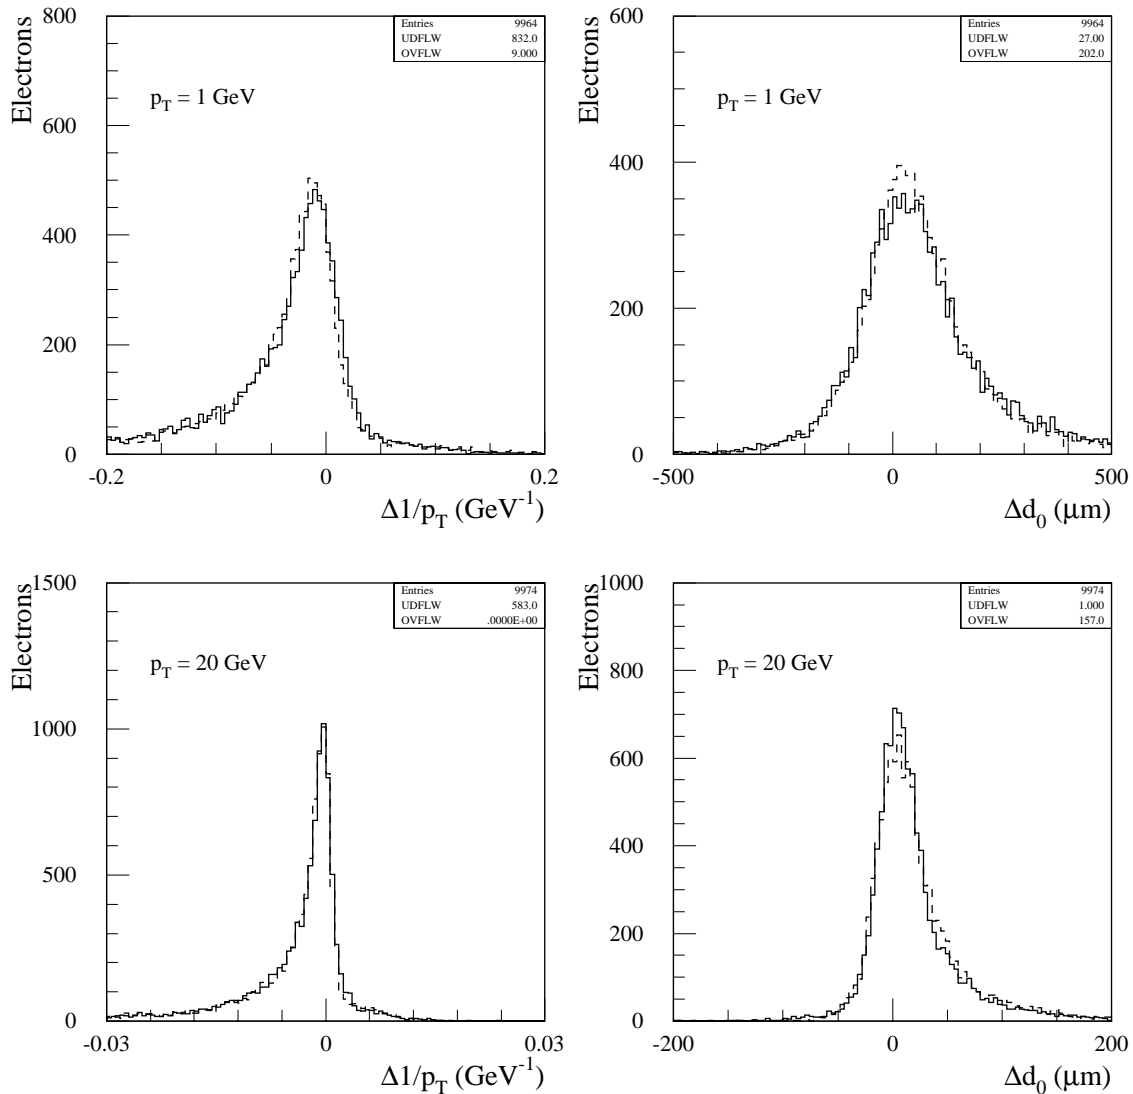 Electrons
800
600
400
200
0
-0.2
0
0.2
Δ1/p_T (GeV^-1)
p_T = 1 GeV
Entries 9964
UDFLW 832.0
OVFLW 9.000
Electrons
600
400
200
0
-500
0
500
Δd_0 (μm)
p_T = 1 GeV
Entries 9964
UDFLW 27.00
OVFLW 202.0
Electrons
1500
1000
500
0
-0.03
0
0.03
Δ1/p_T (GeV^-1)
p_T = 20 GeV
Entries 9974
UDFLW 583.0
OVFLW .0000E+00
Electrons
1000
800
600
400
200
0
-200
0
200
Δd_0 (μm)
p_T = 20 GeV
Entries 9974
UDFLW 1.000
OVFLW 157.0